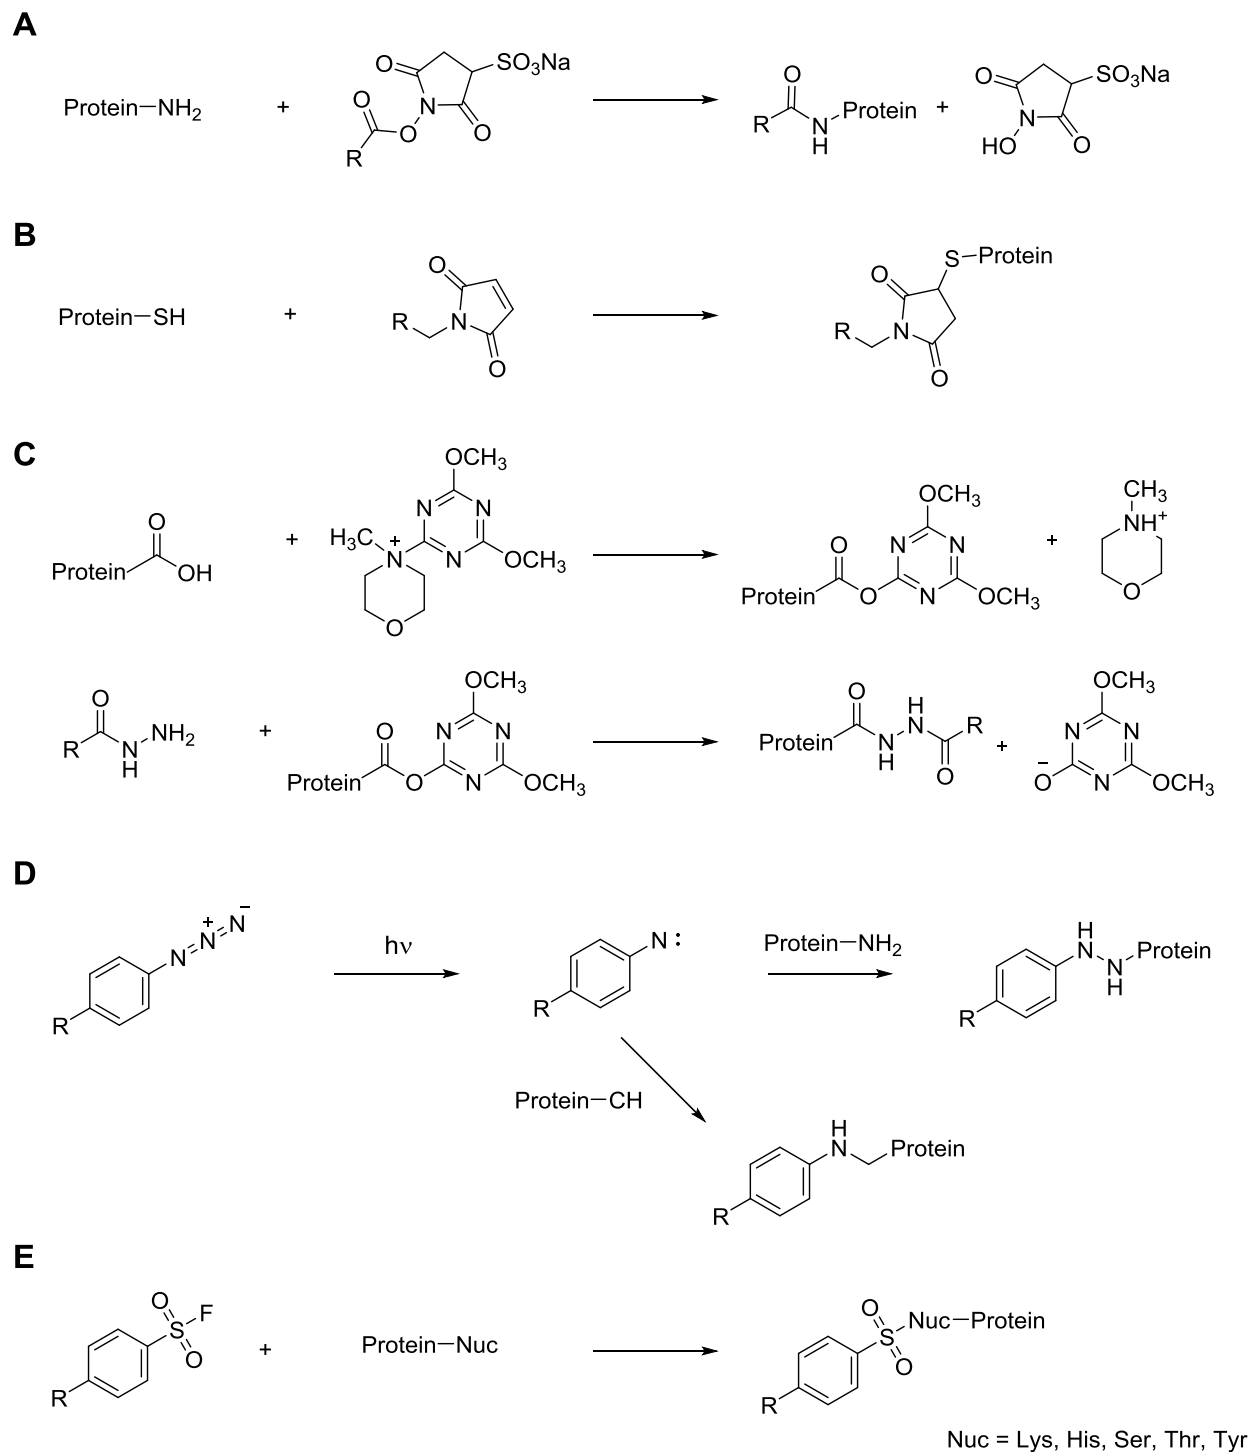 A
Protein–NH2 + O O N O O SO3Na R O R N H Protein + O N HO O SO3Na
B
Protein–SH + R N O O R N O O S–Protein
C
Protein O OH + OCH3 N N N OCH3 H3C N + O Protein O O N N N OCH3 OCH3 + CH3 NH+ O
R O N H NH2 + Protein O O N N N OCH3 OCH3 Protein O N H H N O R + OCH3 N N N OCH3 O −
D
R N N + N − hν R N : Protein–NH2 R H N N H Protein
Protein–CH
R H N Protein
E
R S O O F + Protein–Nuc R S O O Nuc–Protein
Nuc = Lys, His, Ser, Thr, Tyr